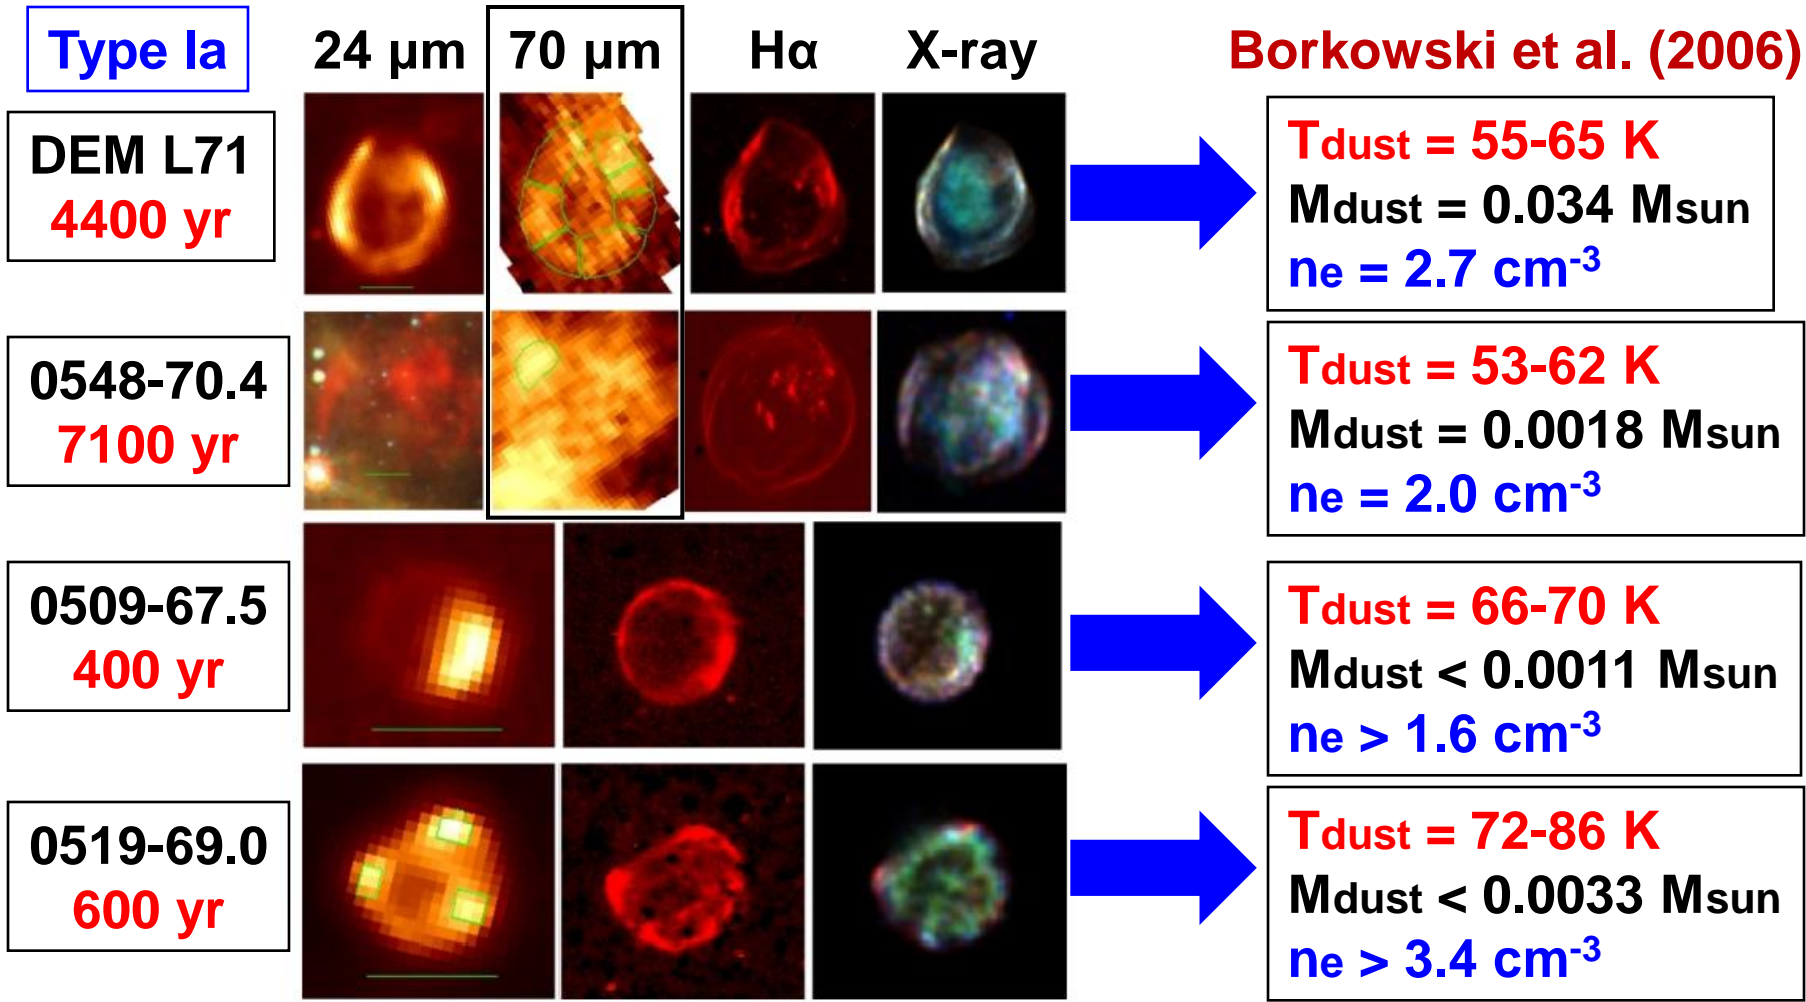 Type Ia
24 μm
70 μm
Hα
X-ray
Borkowski et al. (2006)
DEM L71
4400 yr
Tdust = 55-65 K
Mdust = 0.034 Msun
ne = 2.7 cm-3
0548-70.4
7100 yr
Tdust = 53-62 K
Mdust = 0.0018 Msun
ne = 2.0 cm-3
0509-67.5
400 yr
Tdust = 66-70 K
Mdust < 0.0011 Msun
ne > 1.6 cm-3
0519-69.0
600 yr
Tdust = 72-86 K
Mdust < 0.0033 Msun
ne > 3.4 cm-3